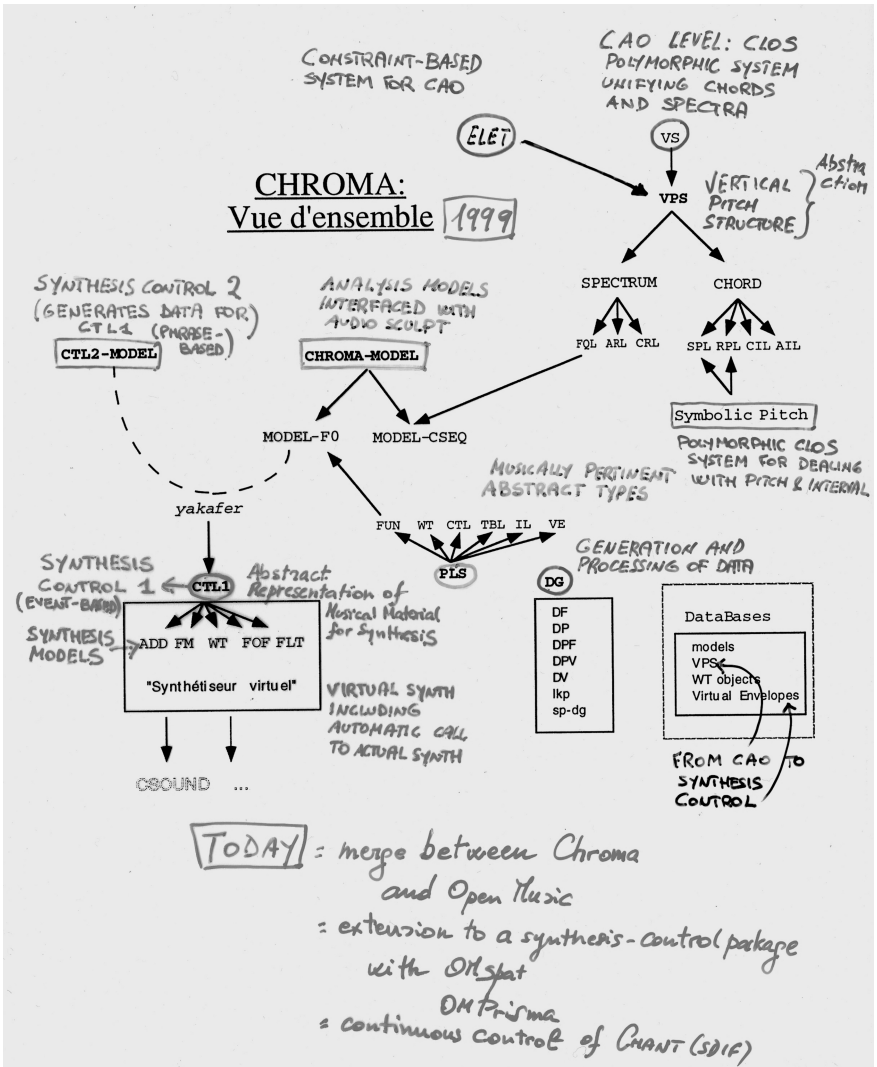 CONSTRAINT-BASED
SYSTEM FOR CAO
CAO LEVEL: CLOS
POLYMORPHIC SYSTEM
UNIFYING CHORDS
AND SPECTRA
ELET
VS
CHROMA:
Vue d'ensemble 1999
VPS
VERTICAL
PITCH
STRUCTURE
Abstra
ction
SYNTHESIS CONTROL 2
(GENERATES DATA FOR)
CTL1 (PHRASE-
BASED)
CTL2-MODEL
ANALYSIS MODELS
INTERFACED WITH
AUDIO SCULPT
CHROMA-MODEL
SPECTRUM
CHORD
FQL ARL CRL
SPL RPL CIL AIL
Symbolic Pitch
POLYMORPHIC CLOS
SYSTEM FOR DEALING
WITH PITCH & INTERVAL
MODEL-F0
MODEL-CSEQ
MUSICALLY PERTINENT
ABSTRACT TYPES
yakafer
FUN WT CTL TBL IL VE
PLS
SYNTHESIS
CONTROL 1
(EVENT-BASED)
CTL1
Abstract
Representation of
Musical Material
for Synthesis
SYNTHESIS
MODELS
ADD FM WT FOF FLT
"Synthétiseur virtuel"
VIRTUAL SYNTH
INCLUDING
AUTOMATIC CALL
TO ACTUAL SYNTH
CSOUND ...
GENERATION AND
PROCESSING OF DATA
DG
DF
DP
DPF
DPV
DV
lkp
sp-dg
DataBases
models
VPS
WT objects
Virtual Envelopes
FROM CAO TO
SYNTHESIS
CONTROL
TODAY = merge between Chroma
and Open Music
= extension to a synthesis-control package
with OMSpat
OMPrisma
= continuous control of CHANT (SDIF)